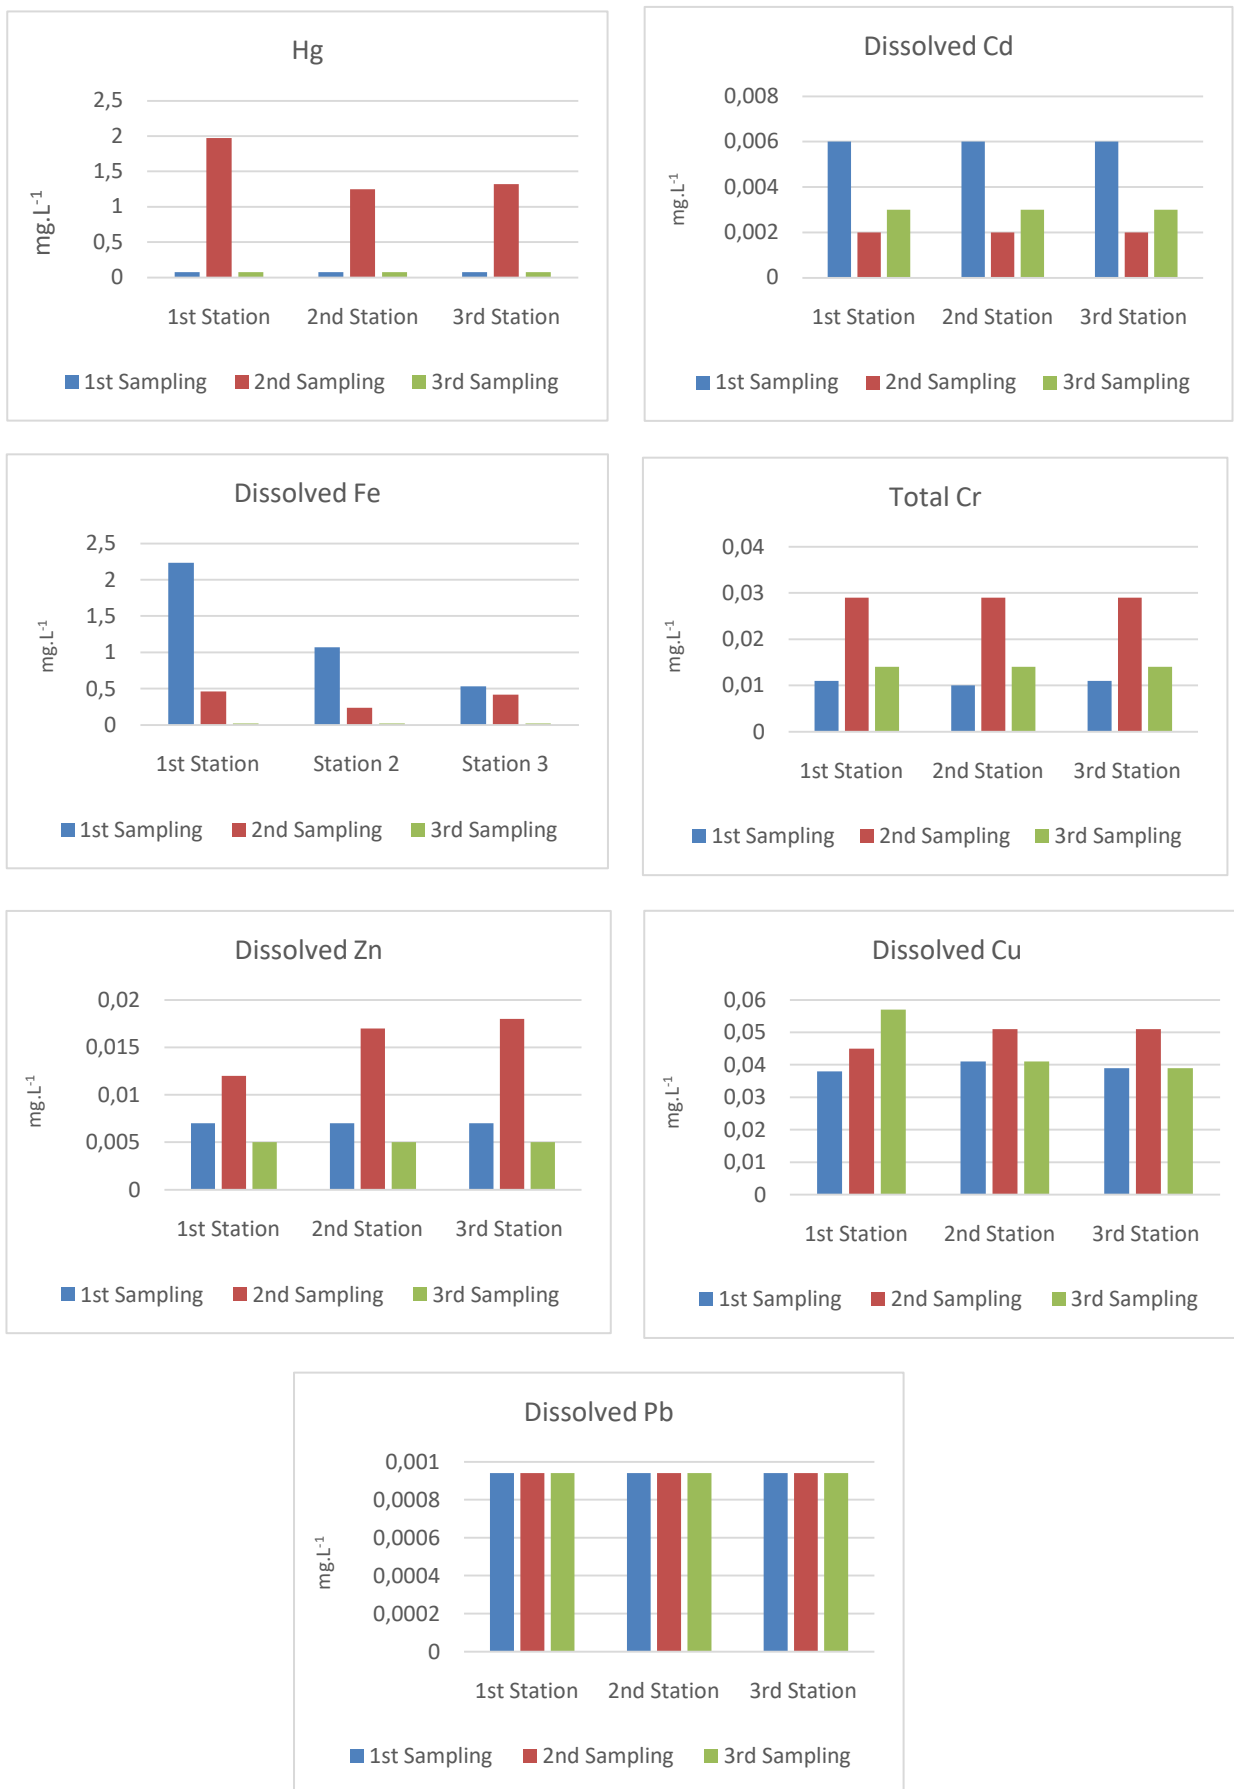 Hg
2,5
2
1,5
1
0,5
0
mg.L-1
1st Station 2nd Station 3rd Station
1st Sampling 2nd Sampling 3rd Sampling
Dissolved Cd
0,008
0,006
0,004
0,002
0
mg.L-1
1st Station 2nd Station 3rd Station
1st Sampling 2nd Sampling 3rd Sampling
Dissolved Fe
2,5
2
1,5
1
0,5
0
mg.L-1
1st Station Station 2 Station 3
1st Sampling 2nd Sampling 3rd Sampling
Total Cr
0,04
0,03
0,02
0,01
0
mg.L-1
1st Station 2nd Station 3rd Station
1st Sampling 2nd Sampling 3rd Sampling
Dissolved Zn
0,02
0,015
0,01
0,005
0
mg.L-1
1st Station 2nd Station 3rd Station
1st Sampling 2nd Sampling 3rd Sampling
Dissolved Cu
0,06
0,05
0,04
0,03
0,02
0,01
0
mg.L-1
1st Station 2nd Station 3rd Station
1st Sampling 2nd Sampling 3rd Sampling
Dissolved Pb
0,001
0,0008
0,0006
0,0004
0,0002
0
mg.L-1
1st Station 2nd Station 3rd Station
1st Sampling 2nd Sampling 3rd Sampling